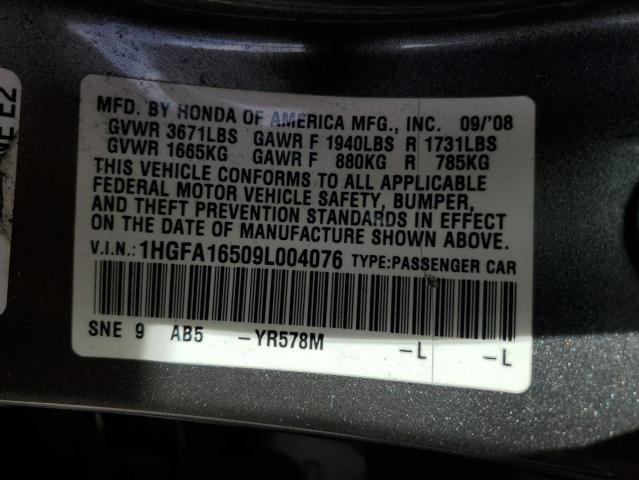 NE E2
MFD. BY HONDA OF AMERICA MFG., INC. 09/'08
GVWR 3671LBS GAWR F 1940LBS R 1731LBS
GVWR 1665KG GAWR F 880KG R 785KG
THIS VEHICLE CONFORMS TO ALL APPLICABLE
FEDERAL MOTOR VEHICLE SAFETY, BUMPER,
AND THEFT PREVENTION STANDARDS IN EFFECT
ON THE DATE OF MANUFACTURE SHOWN ABOVE.
V.I.N.: 1HGFA16509L004076 TYPE:PASSENGER CAR
SNE 9 AB5 -YR578M -L -L